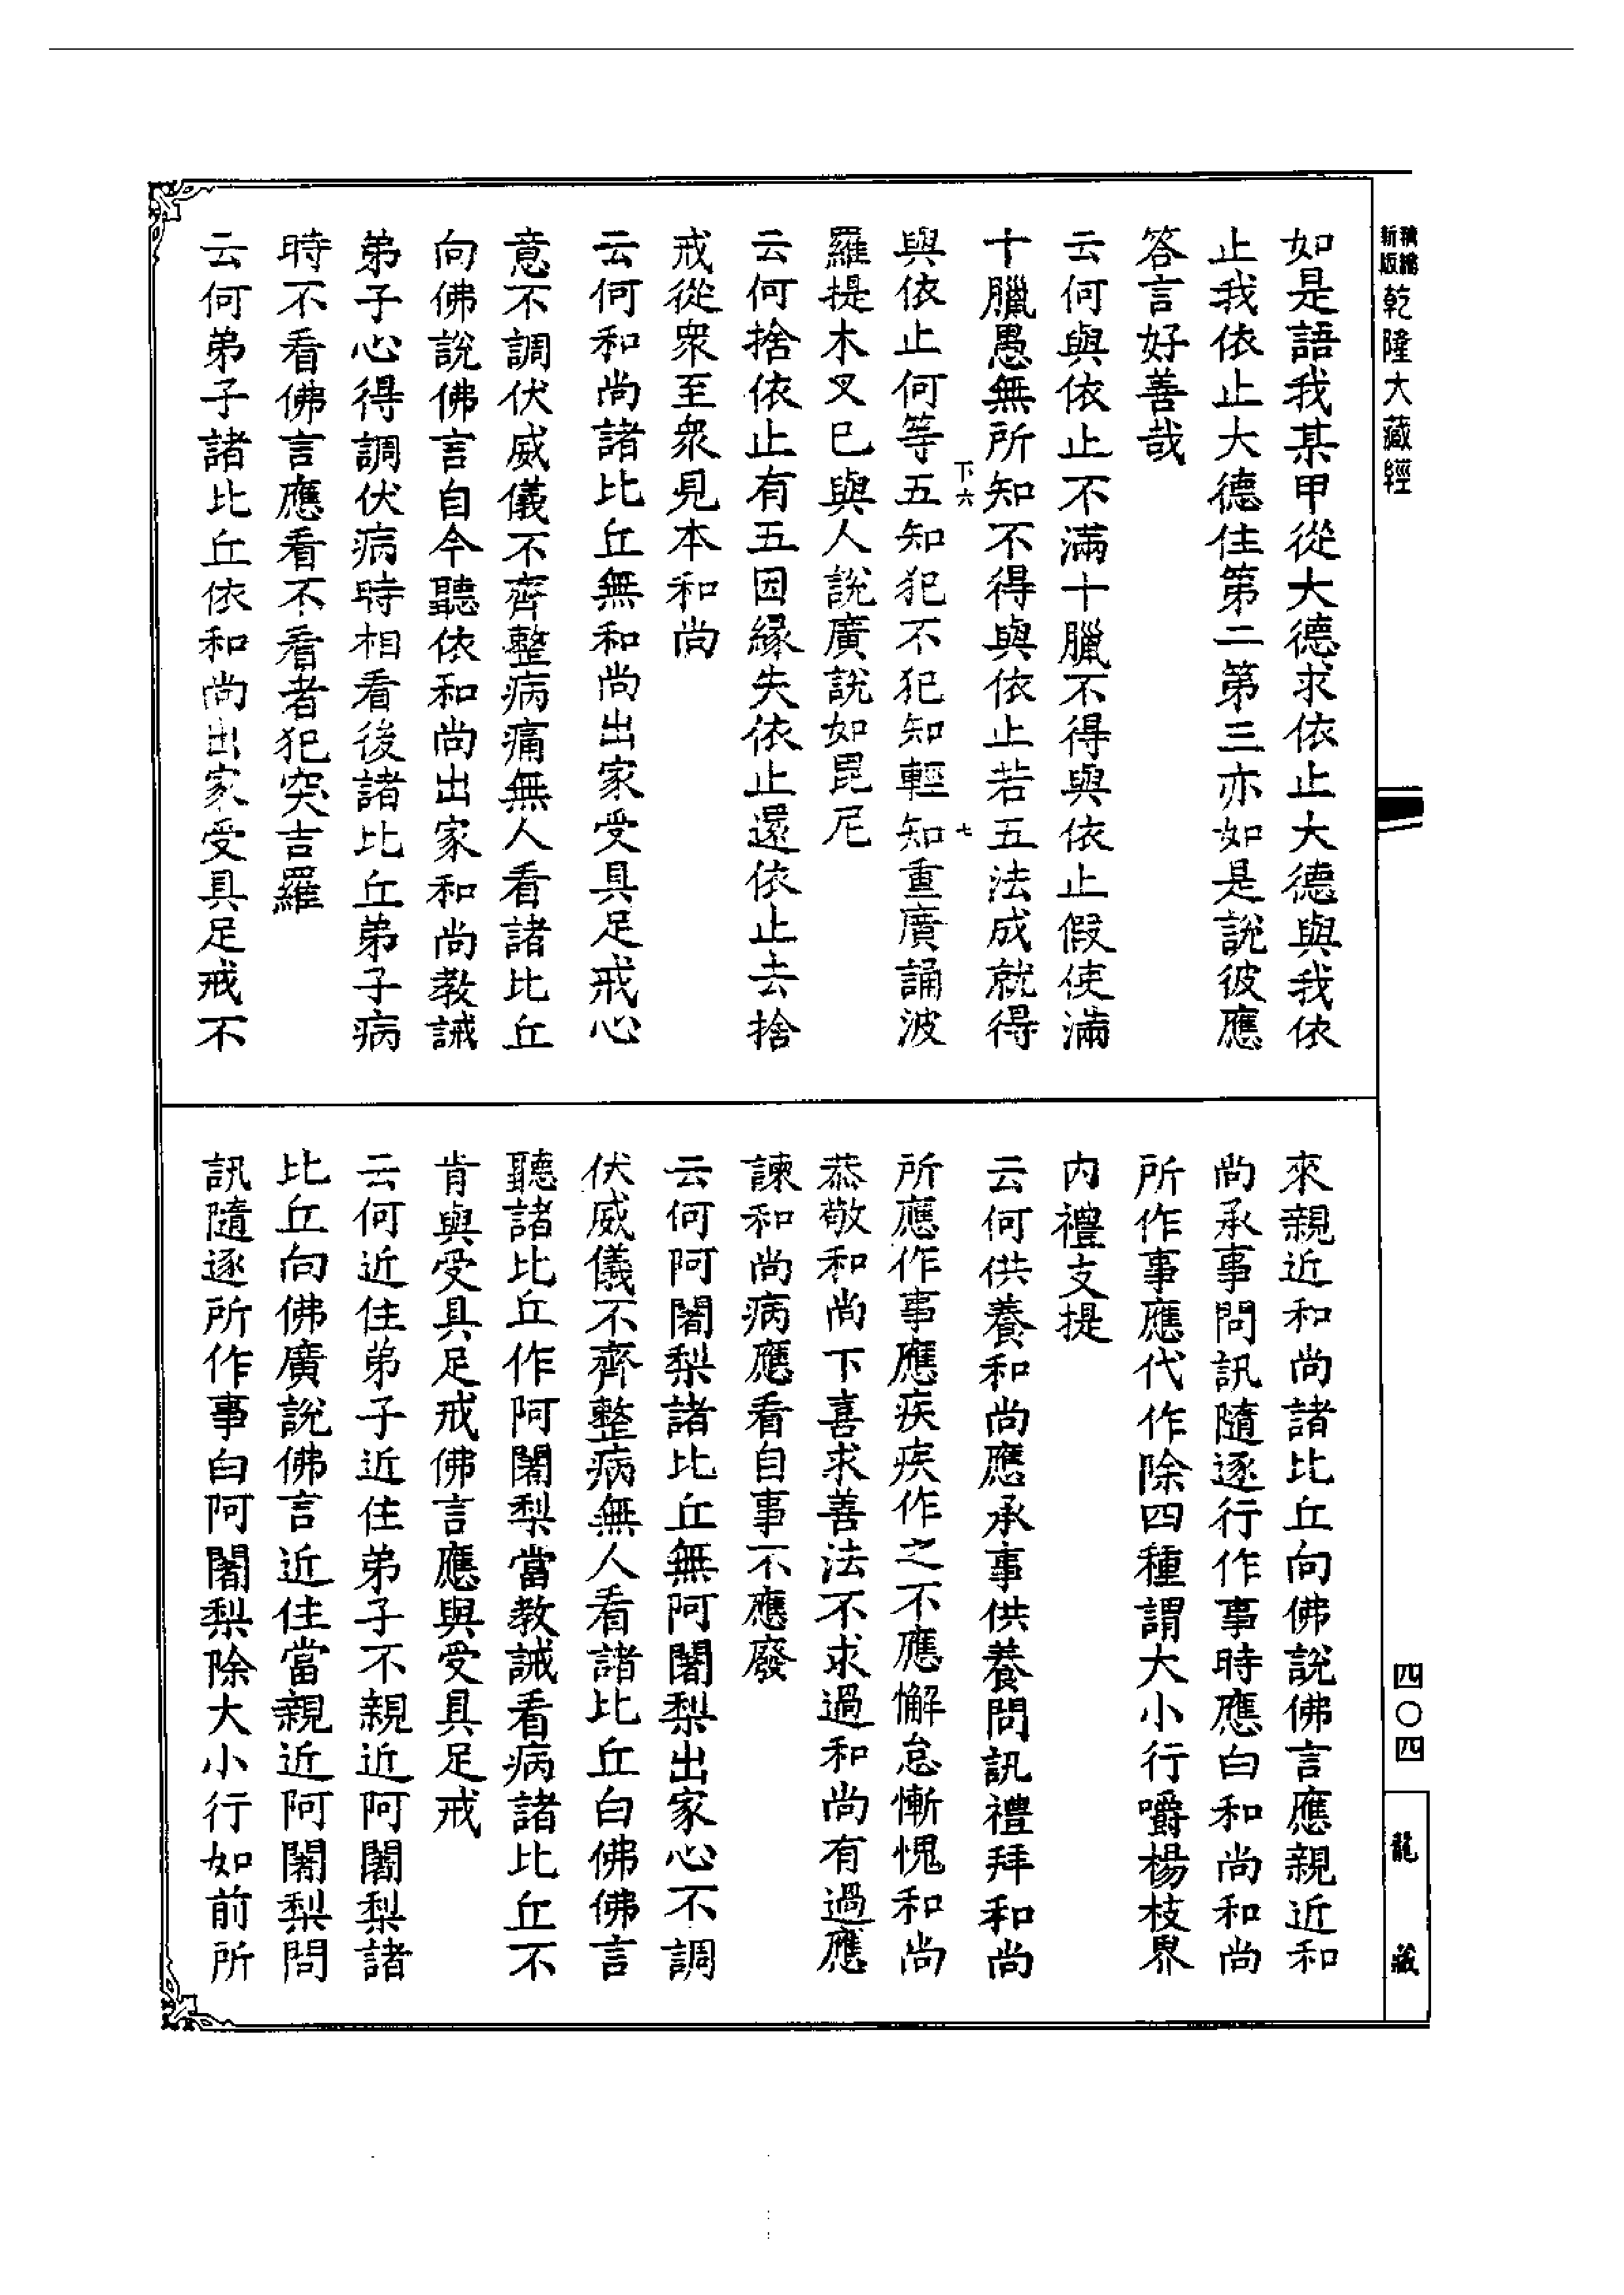 新版精編乾隆大藏經
如是語我某甲從大德求依止大德與我依
止我依止大德住第二第三亦如是說彼應
答言好善哉
云何與依止不滿十臘不得與依止假使滿
十臘愚無所知不得與依止若五法成就得
下六
七
與依止何等五知犯不犯知輕知重廣誦波
羅提木叉已與人說廣說如毘尼
云何捨依止有五因緣失依止還依止去捨
戒從衆至衆見本和尚
云何和尚諸比丘無和尚出家受具足戒心
意不調伏威儀不齊整病痛無人看諸比丘
向佛說佛言自今聽依和尚出家和尚教誡
弟子心得調伏病時相看後諸比丘弟子病
時不看佛言應看不看者犯突吉羅
云何弟子諸比丘依和尚出家受具足戒不
來親近和尚諸比丘向佛說佛言應親近和
尚承事問訊隨逐行作事時應白和尚和尚
所作事應代作除四種謂大小行嚼楊枝界
內禮支提
云何供養和尚應承事供養問訊禮拜和尚
所應作事應疾疾作之不應懈怠慚愧和尚
恭敬和尚下喜求善法不求過和尚有過應
諫和尚病應看自事不應廢
云何阿闍梨諸比丘無阿闍梨出家心不調
伏威儀不齊整病無人看諸比丘白佛佛言
聽諸比丘作阿闍梨當教誡看病諸比丘不
肯與受具足戒佛言應與受具足戒
云何近住弟子近住弟子不親近阿闍梨諸
比丘向佛廣說佛言近住當親近阿闍梨問
訊隨逐所作事白阿闍梨除大小行如前所
四〇四
龍藏